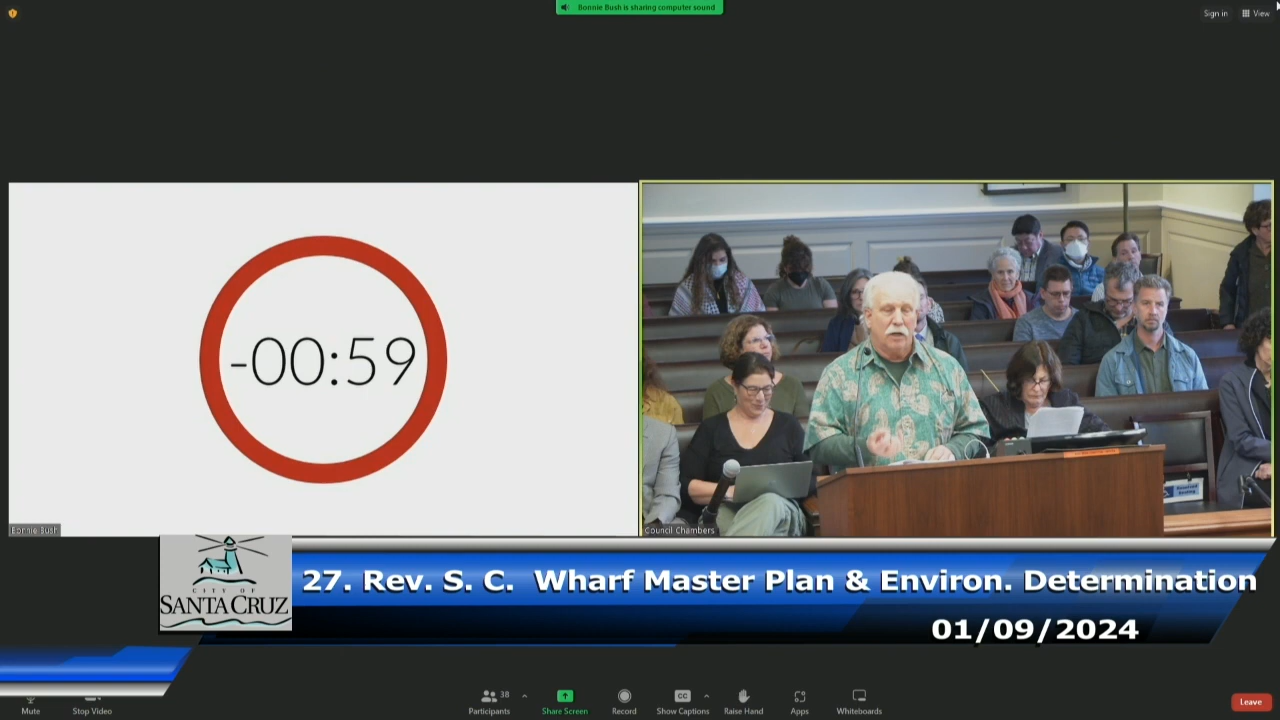 Bonnie Bush is sharing computer sound
Sign in
View
-00:59
Bonnie Bush
Council Chambers
CITY OF
SANTA CRUZ
27. Rev. S. C. Wharf Master Plan & Environ. Determination
01/09/2024
Mute
Stop Video
Participants
38
Share Screen
CC
Record
Show Captions
Raise Hand
Apps
Whiteboards
Leave